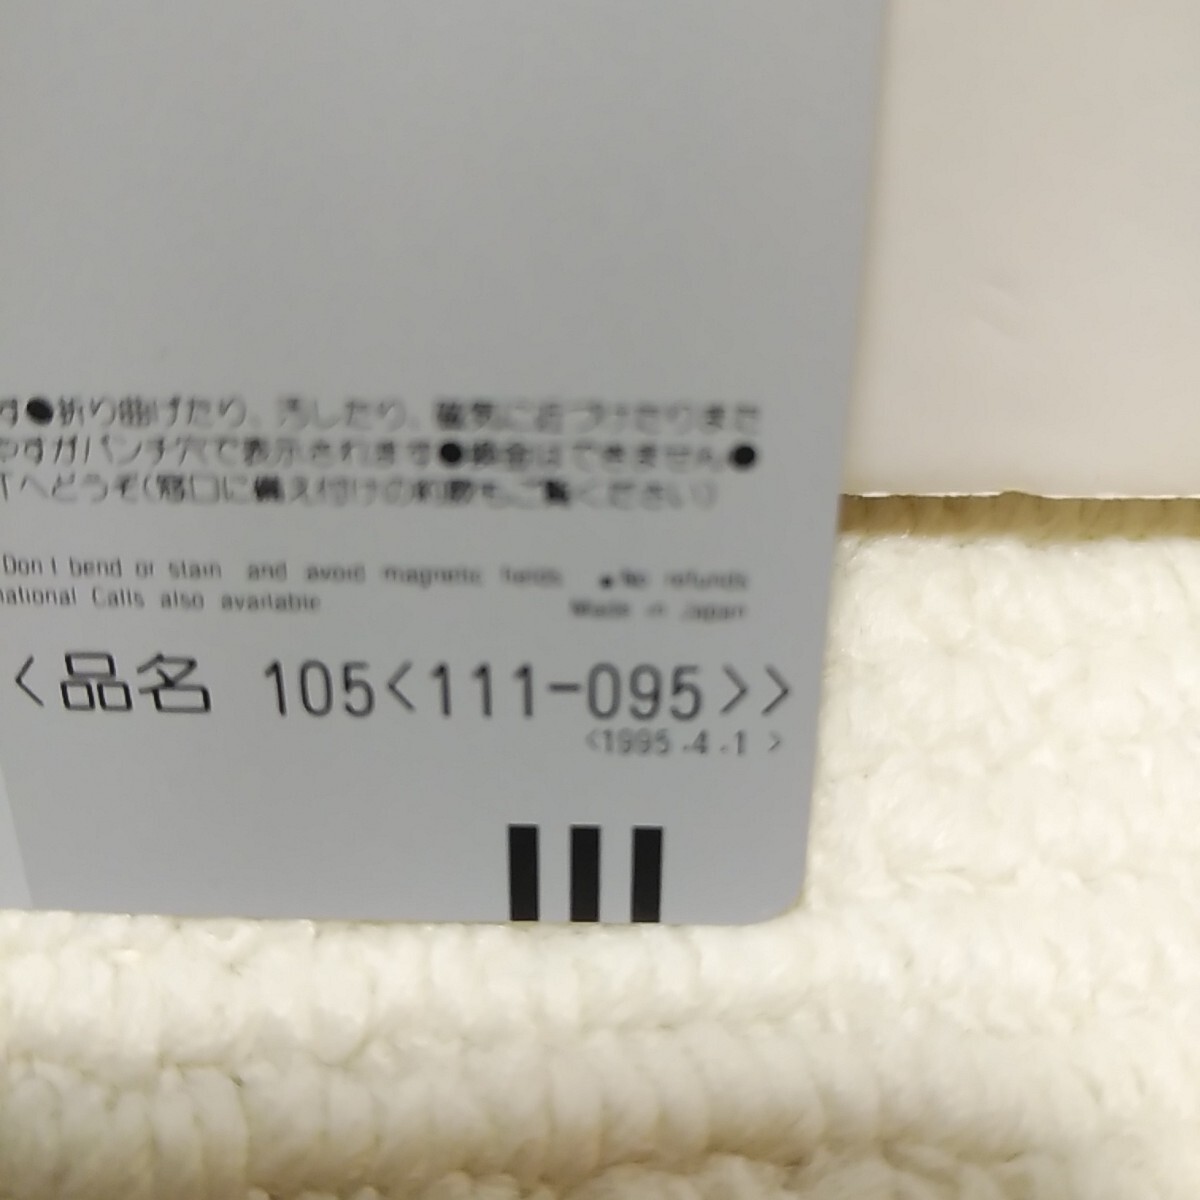 す●折り曲げたり、汚したり、磁気に近づけたりまた
やすがパンチ穴で表示されます●換金はできません●
Tへどうぞ(窓口に備え付けの約款もご覧ください)
Don't bend or stain and avoid magnetic fields. ●No refunds
national Calls also available
Made in Japan
<品名 105<111-095>>
<1995.4.1>